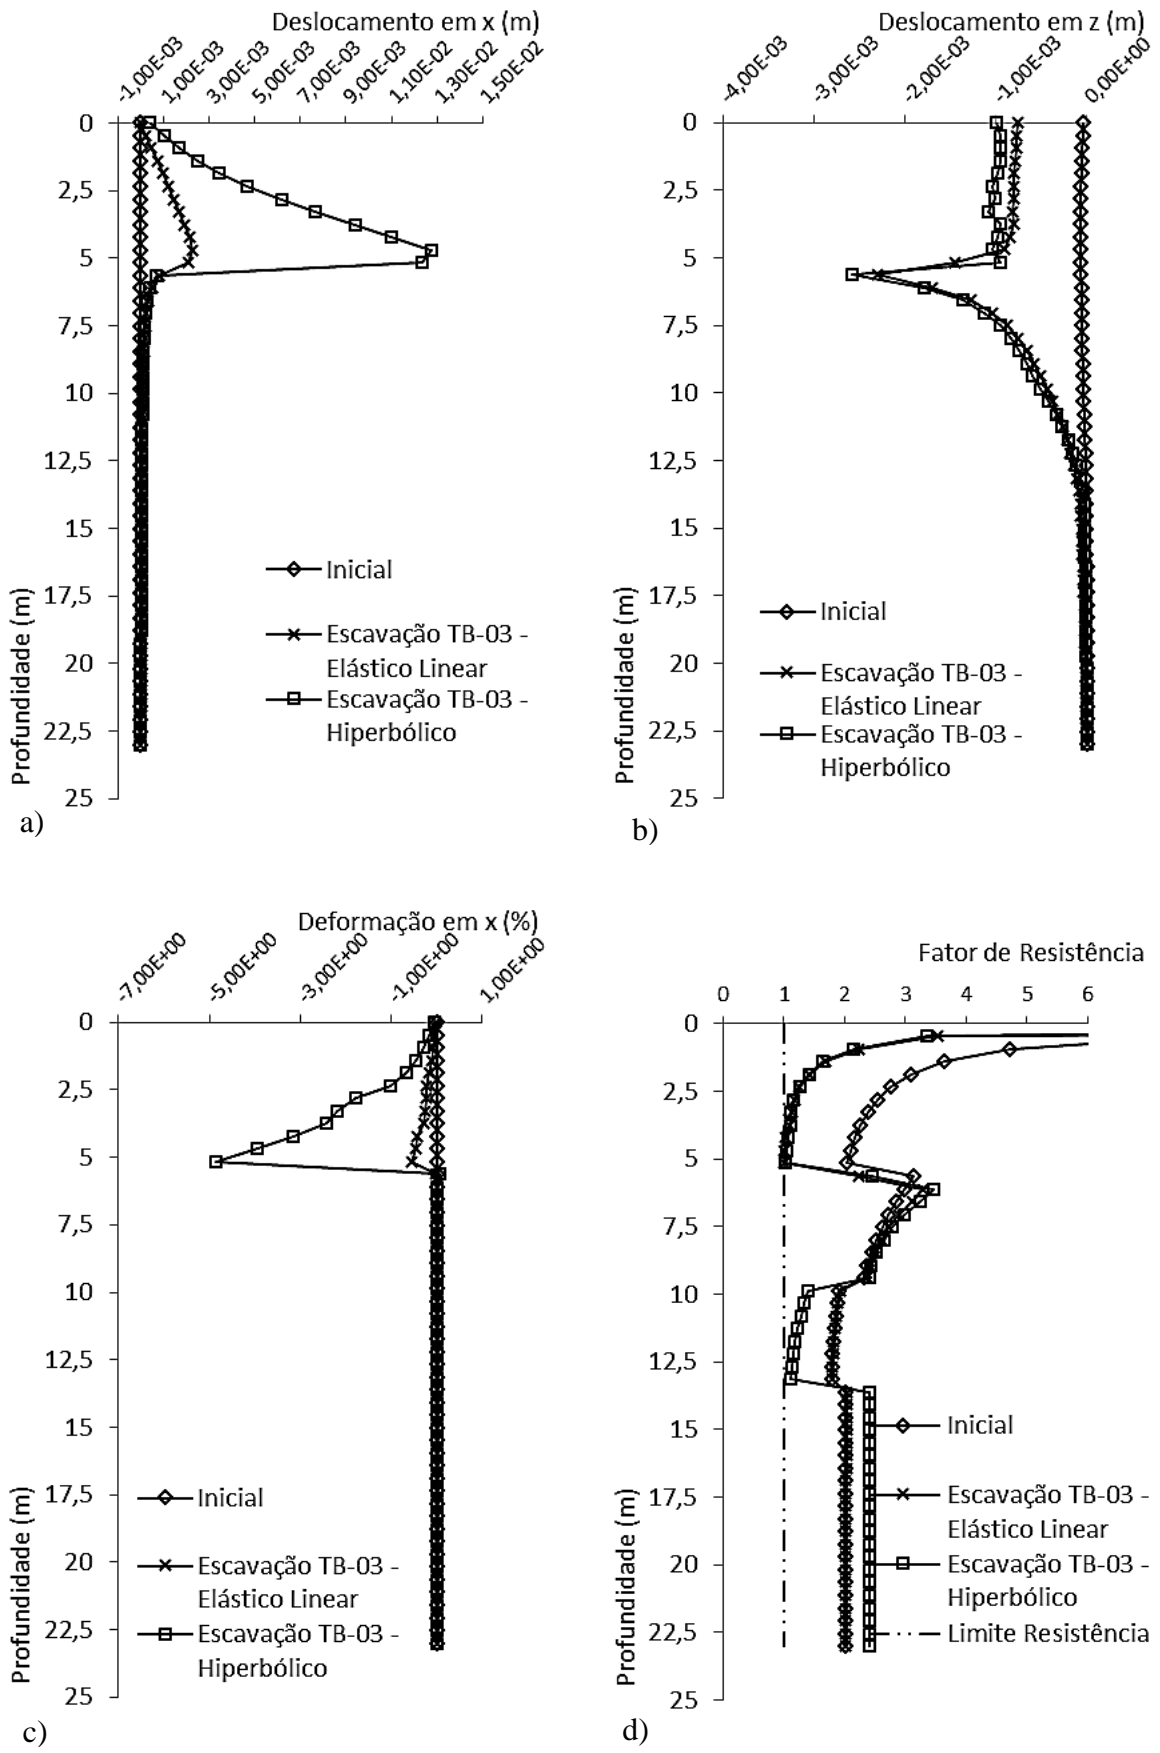 Deslocamento em x (m)
-1,00E-03
1,00E-03
3,00E-03
5,00E-03
7,00E-03
9,00E-03
1,10E-02
1,30E-02
1,50E-02
0
2,5
5
7,5
10
12,5
15
17,5
20
22,5
25
Profundidade (m)
Inicial
Escavação TB-03 -
Elástico Linear
Escavação TB-03 -
Hiperbólico
a)
Deslocamento em z (m)
-4,00E-03
-3,00E-03
-2,00E-03
-1,00E-03
0,00E+00
0
2,5
5
7,5
10
12,5
15
17,5
20
22,5
25
Profundidade (m)
Inicial
Escavação TB-03 -
Elástico Linear
Escavação TB-03 -
Hiperbólico
b)
Deformação em x (%)
-7,00E+00
-5,00E+00
-3,00E+00
-1,00E+00
1,00E+00
0
2,5
5
7,5
10
12,5
15
17,5
20
22,5
25
Profundidade (m)
Inicial
Escavação TB-03 -
Elástico Linear
Escavação TB-03 -
Hiperbólico
c)
Fator de Resistência
0 1 2 3 4 5 6
0
2,5
5
7,5
10
12,5
15
17,5
20
22,5
25
Profundidade (m)
Inicial
Escavação TB-03 -
Elástico Linear
Escavação TB-03 -
Hiperbólico
Limite Resistência
d)